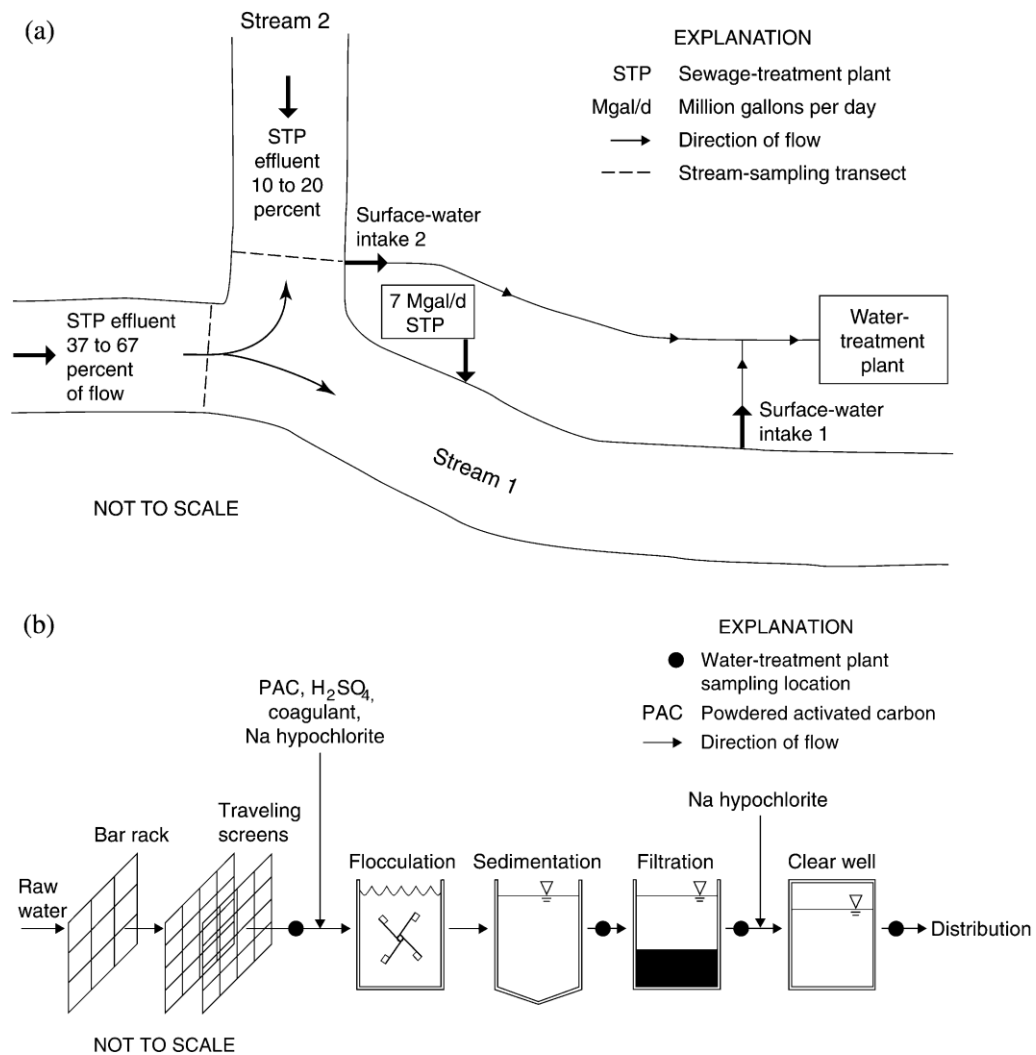 (a)
Stream 2
STP
effluent
10 to 20
percent
Surface-water
intake 2
7 Mgal/d
STP
STP effluent
37 to 67
percent
of flow
Water-
treatment
plant
Surface-water
intake 1
Stream 1
NOT TO SCALE
EXPLANATION
STP Sewage-treatment plant
Mgal/d Million gallons per day
Direction of flow
Stream-sampling transect
(b)
EXPLANATION
Water-treatment plant
sampling location
PAC Powdered activated carbon
Direction of flow
PAC, H₂SO₄,
coagulant,
Na hypochlorite
Na hypochlorite
Bar rack
Traveling
screens
Flocculation
Sedimentation
Filtration
Clear well
Raw
water
Distribution
NOT TO SCALE